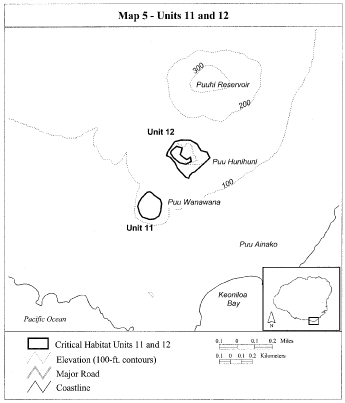 Map 5 - Units 11 and 12
300
Puuhi Reservoir
200
Unit 12
Puu Hunihuni
100
Puu Wanawana
Unit 11
Puu Ainako
Keoniloa
Bay
Pacific Ocean
N
Critical Habitat Units 11 and 12
Elevation (100-ft. contours)
Major Road
Coastline
0.1 0 0.1 0.2 Miles
0.1 0 0.1 0.2 Kilometers